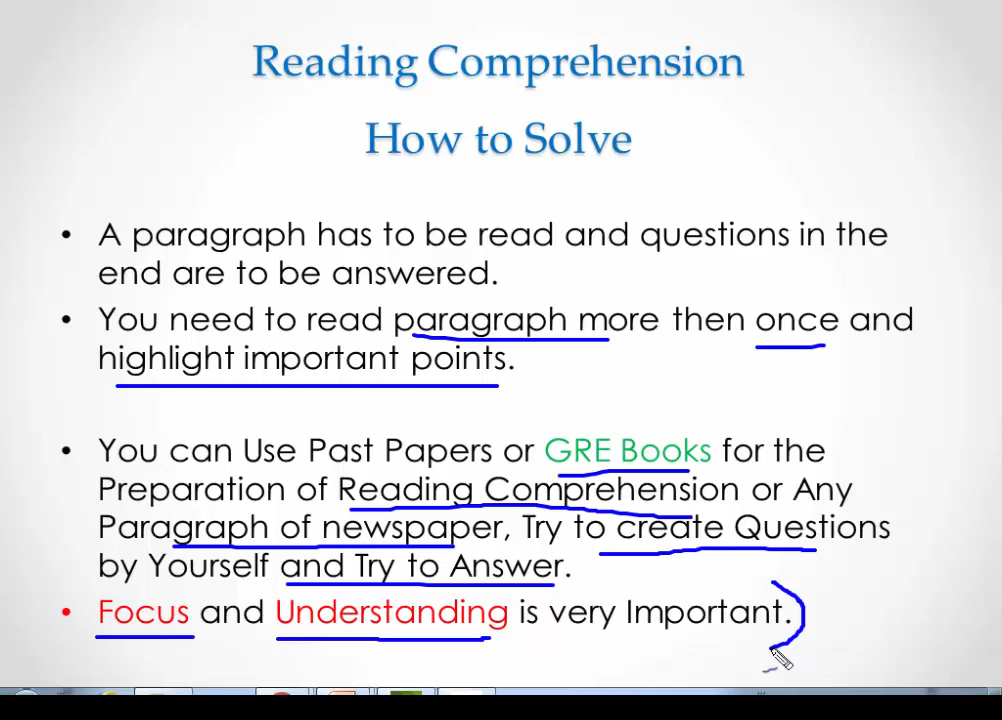 Reading Comprehension
How to Solve
• A paragraph has to be read and questions in the
end are to be answered.
• You need to read paragraph more then once and
highlight important points.
• You can Use Past Papers or GRE Books for the
Preparation of Reading Comprehension or Any
Paragraph of newspaper, Try to create Questions
by Yourself and Try to Answer.
• Focus and Understanding is very Important.